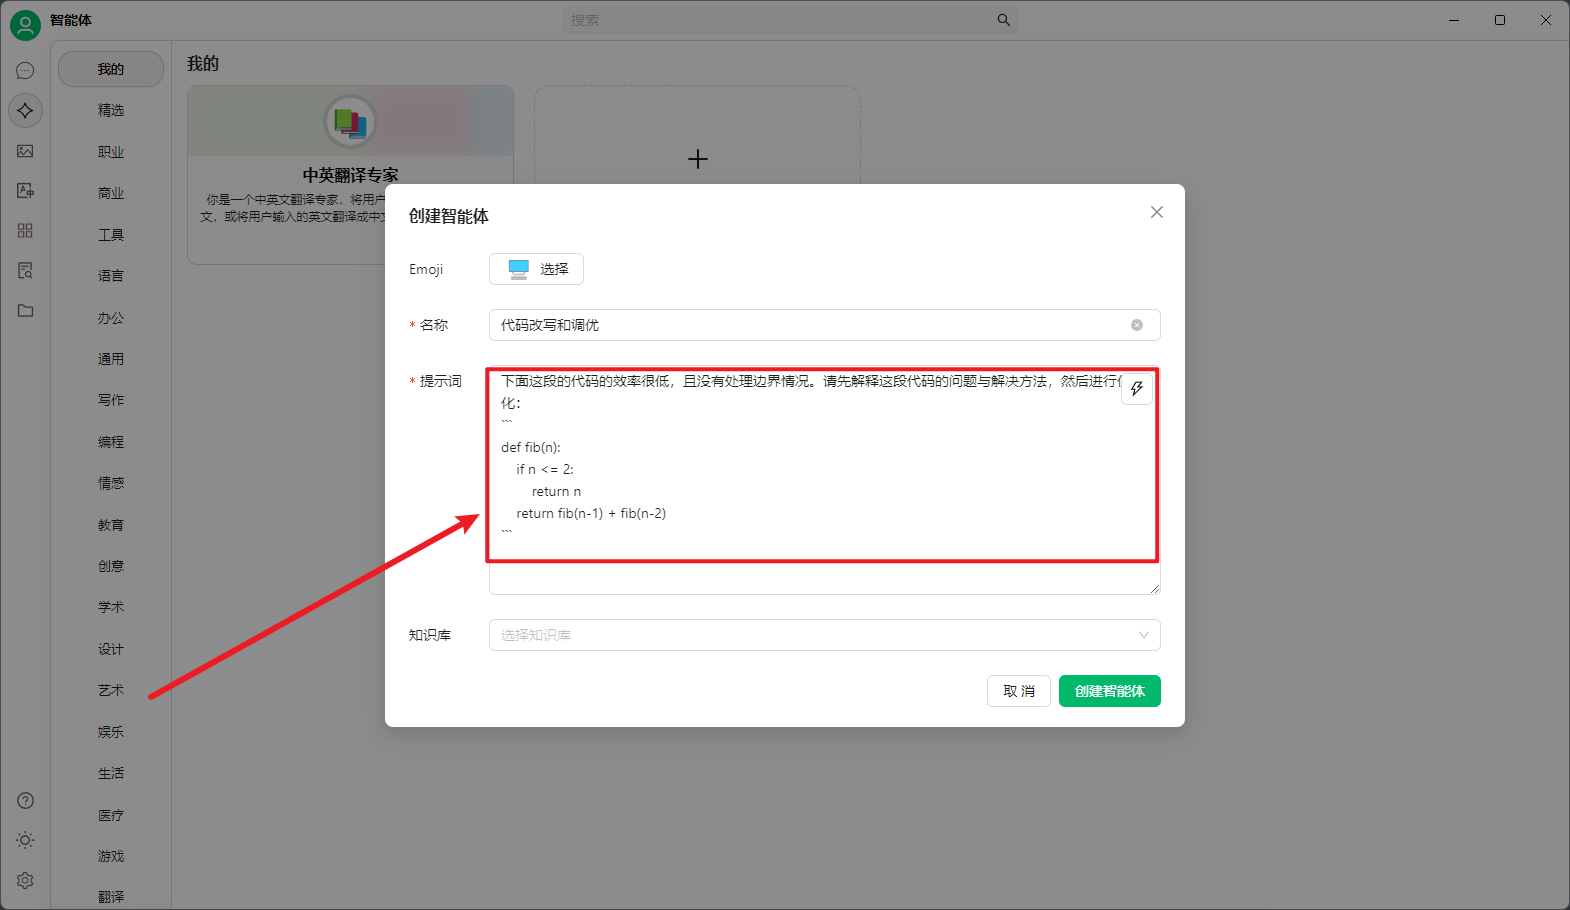 智能体
搜索
我的
精选
职业
商业
工具
语言
办公
通用
写作
编程
情感
教育
创意
学术
设计
艺术
娱乐
生活
医疗
游戏
翻译
我的
中英翻译专家
你是一个中英文翻译专家，将用户
文，或将用户输入的英文翻译成中文
创建智能体
Emoji
选择
* 名称
代码改写和调优
* 提示词
下面这段的代码的效率很低，且没有处理边界情况。请先解释这段代码的问题与解决方法，然后进行
化：
```
def fib(n):
    if n <= 2:
        return n
    return fib(n-1) + fib(n-2)
```
知识库
选择知识库
取 消
创建智能体